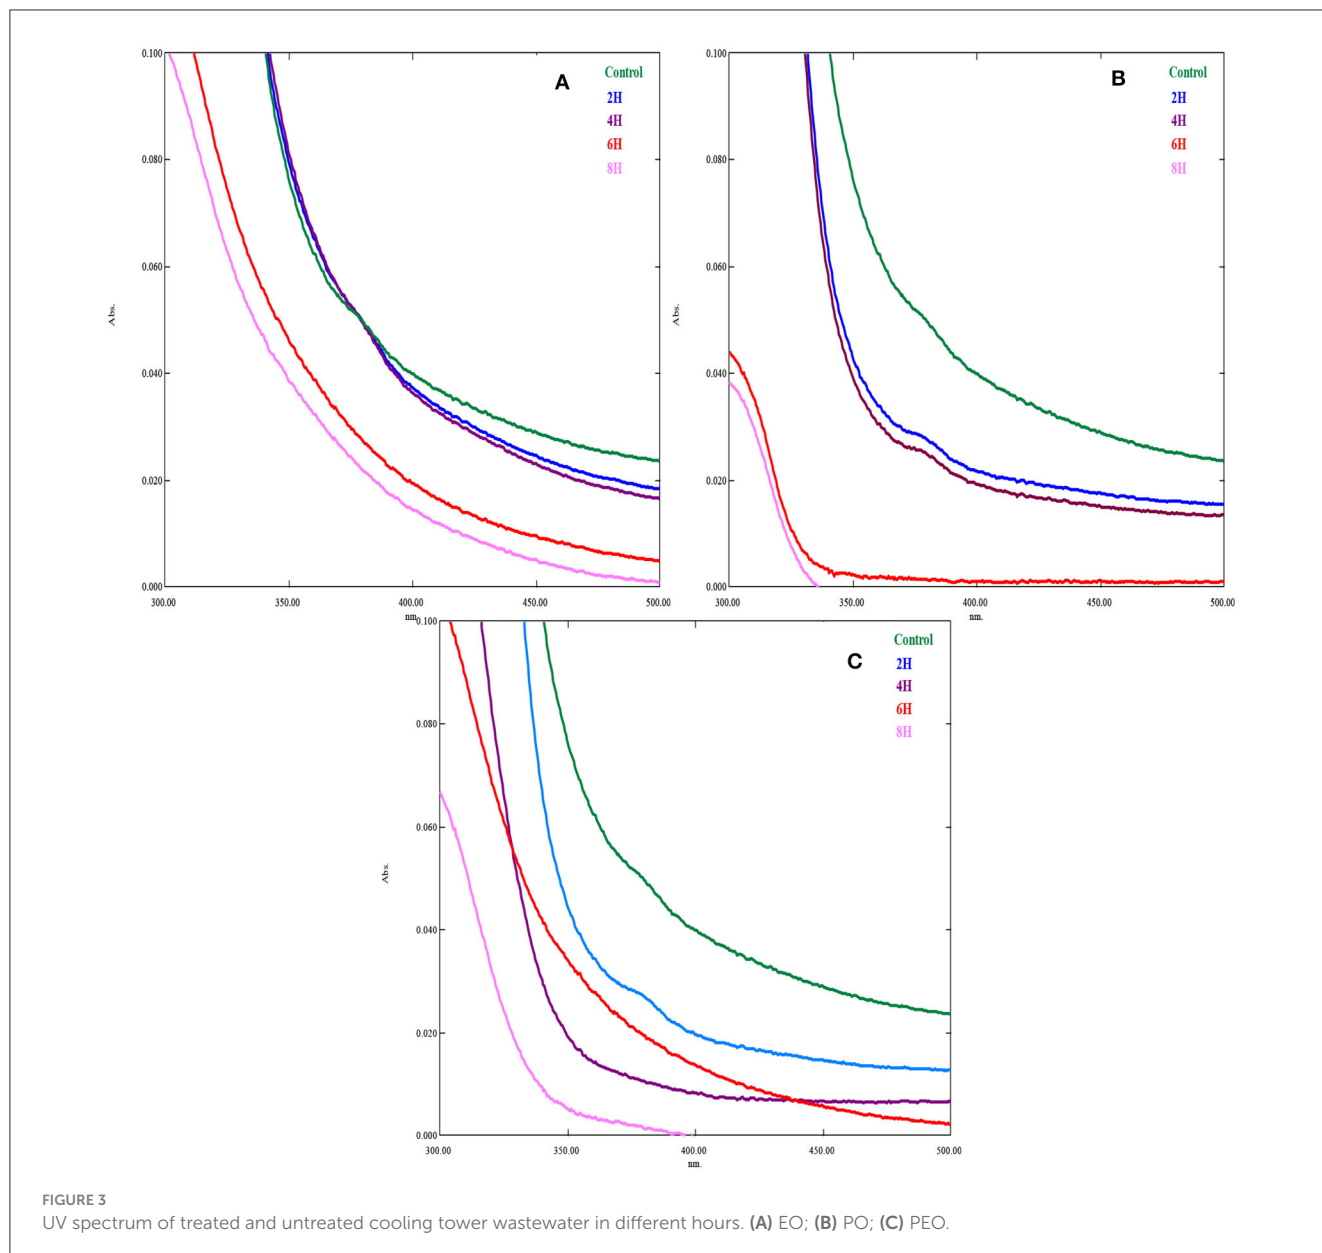 0.100
0.080
0.060
0.040
0.020
0.000
Abs.
300.00
350.00
400.00
450.00
500.00
nm.
A
Control
2H
4H
6H
8H
0.100
0.080
0.060
0.040
0.020
0.000
Abs.
300.00
350.00
400.00
450.00
500.00
nm.
B
Control
2H
4H
6H
8H
0.100
0.080
0.060
0.040
0.020
0.000
Abs.
300.00
350.00
400.00
450.00
500.00
nm.
C
Control
2H
4H
6H
8H
FIGURE 3
UV spectrum of treated and untreated cooling tower wastewater in different hours. (A) EO; (B) PO; (C) PEO.